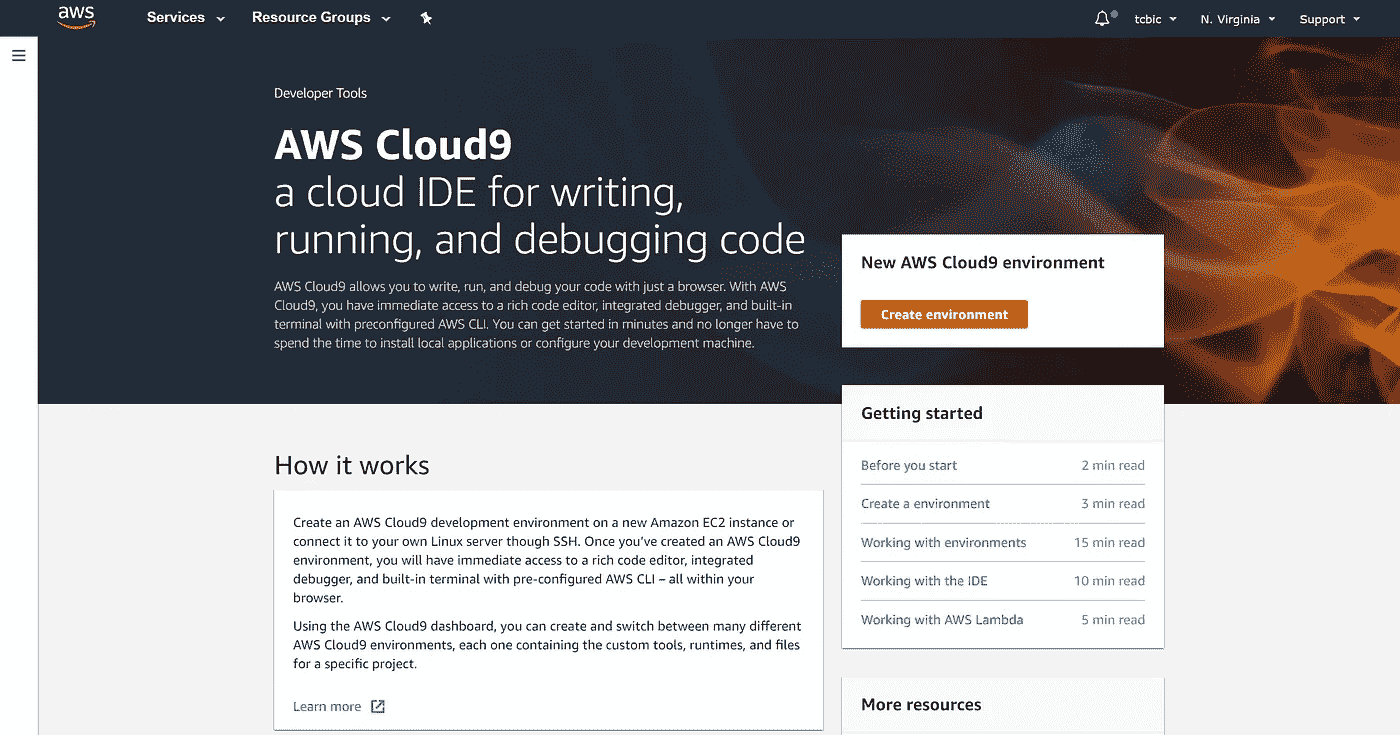 aws
Services
Resource Groups
tcbic
N. Virginia
Support
Developer Tools
AWS Cloud9
a cloud IDE for writing,
running, and debugging code
AWS Cloud9 allows you to write, run, and debug your code with just a browser. With AWS
Cloud9, you have immediate access to a rich code editor, integrated debugger, and built-in
terminal with preconfigured AWS CLI. You can get started in minutes and no longer have to
spend the time to install local applications or configure your development machine.
New AWS Cloud9 environment
Create environment
How it works
Create an AWS Cloud9 development environment on a new Amazon EC2 instance or
connect it to your own Linux server though SSH. Once you've created an AWS Cloud9
environment, you will have immediate access to a rich code editor, integrated
debugger, and built-in terminal with pre-configured AWS CLI – all within your
browser.
Using the AWS Cloud9 dashboard, you can create and switch between many different
AWS Cloud9 environments, each one containing the custom tools, runtimes, and files
for a specific project.
Learn more
Getting started
Before you start 2 min read
Create a environment 3 min read
Working with environments 15 min read
Working with the IDE 10 min read
Working with AWS Lambda 5 min read
More resources